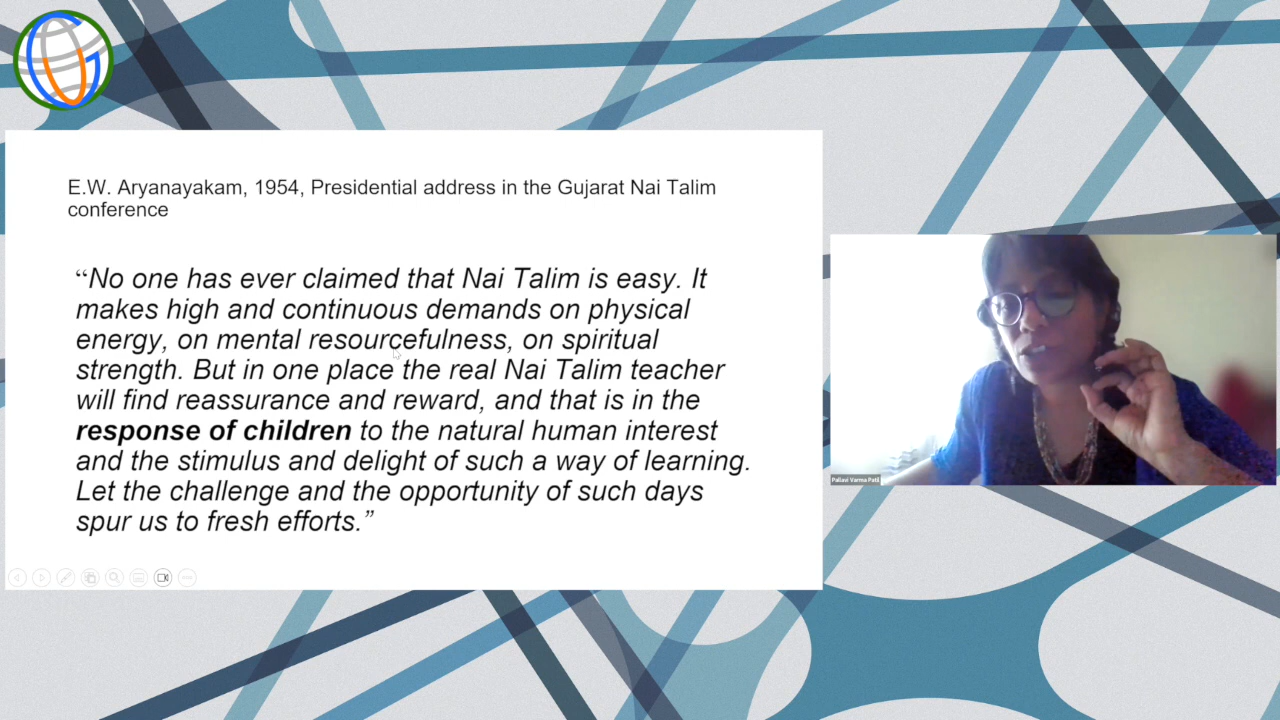 E.W. Aryanayakam, 1954, Presidential address in the Gujarat Nai Talim
conference
“No one has ever claimed that Nai Talim is easy. It
makes high and continuous demands on physical
energy, on mental resourcefulness, on spiritual
strength. But in one place the real Nai Talim teacher
will find reassurance and reward, and that is in the
response of children to the natural human interest
and the stimulus and delight of such a way of learning.
Let the challenge and the opportunity of such days
spur us to fresh efforts.”
Pallavi Varma Patil